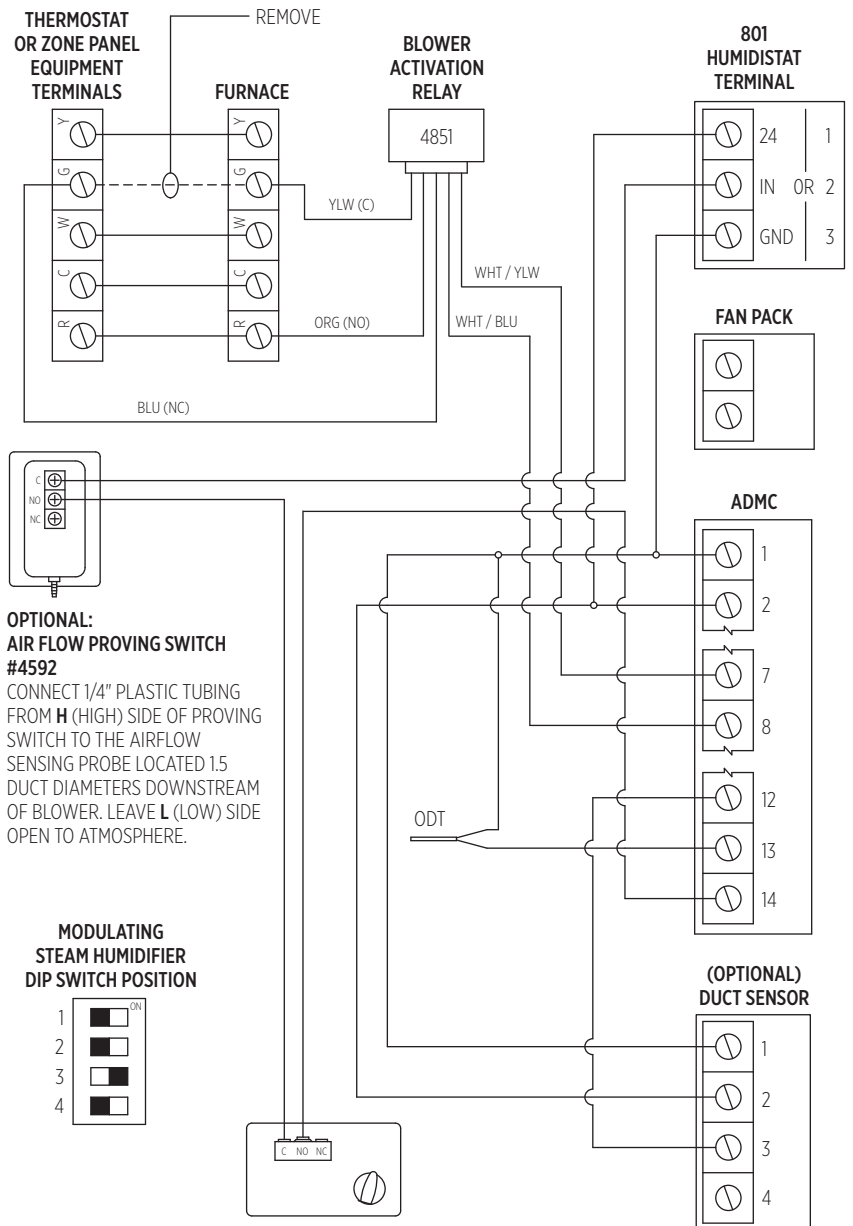 THERMOSTAT
OR ZONE PANEL
EQUIPMENT
TERMINALS
REMOVE
FURNACE
BLOWER
ACTIVATION
RELAY
4851
801
HUMIDISTAT
TERMINAL
Y
G
W
C
R
Y
G
W
C
R
YLW (C)
ORG (NO)
BLU (NC)
WHT / YLW
WHT / BLU
24 1
IN OR 2
GND 3
FAN PACK
C
NO
NC
OPTIONAL:
AIR FLOW PROVING SWITCH
#4592
CONNECT 1/4" PLASTIC TUBING
FROM H (HIGH) SIDE OF PROVING
SWITCH TO THE AIRFLOW
SENSING PROBE LOCATED 1.5
DUCT DIAMETERS DOWNSTREAM
OF BLOWER. LEAVE L (LOW) SIDE
OPEN TO ATMOSPHERE.
ADMC
1
2
7
8
12
13
14
ODT
MODULATING
STEAM HUMIDIFIER
DIP SWITCH POSITION
ON
1
2
3
4
C NO NC
(OPTIONAL)
DUCT SENSOR
1
2
3
4